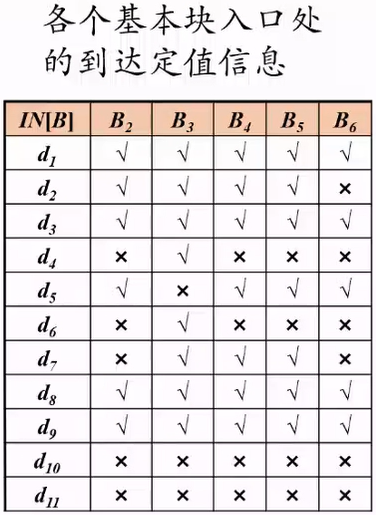 各个基本块入口处
的到达定值信息
IN[B] B₂ B₃ B₄ B₅ B₆
d₁ √ √ √ √ √
d₂ √ √ √ √ ×
d₃ √ √ √ √ √
d₄ × √ × × ×
d₅ √ × √ √ √
d₆ × √ × × ×
d₇ × √ √ √ ×
d₈ √ √ √ √ √
d₉ √ √ √ √ √
d₁₀ × × × × ×
d₁₁ × × × × ×